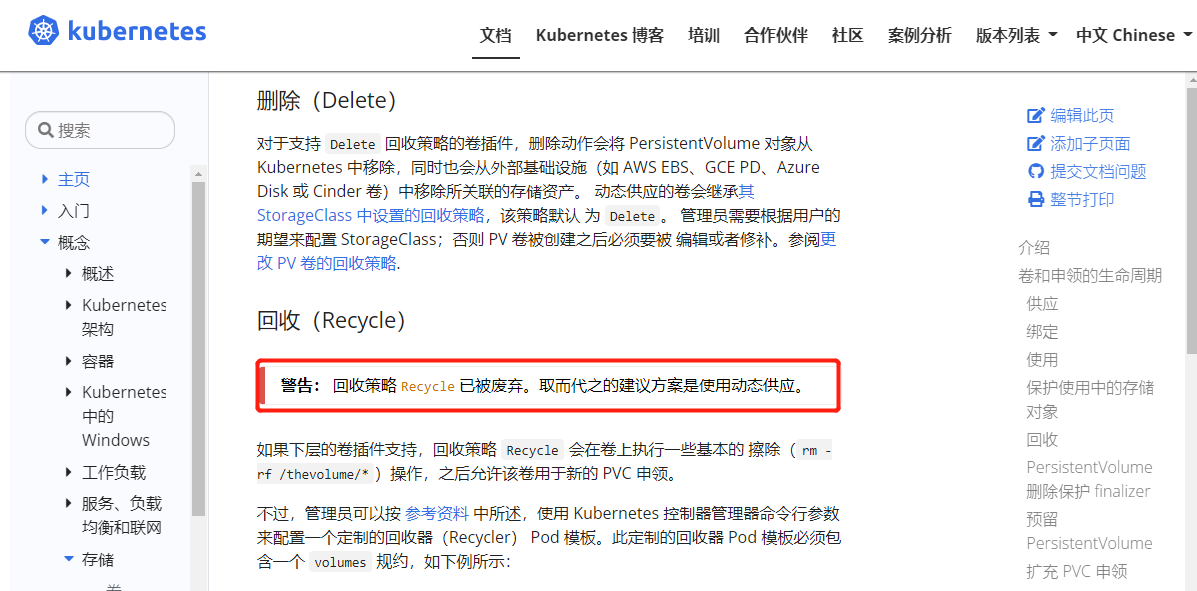 kubernetes
文档 Kubernetes 博客 培训 合作伙伴 社区 案例分析 版本列表 中文 Chinese
搜索
主页
入门
概念
概述
Kubernetes
架构
容器
Kubernetes
中的
Windows
工作负载
服务、负载
均衡和联网
存储
删除（Delete）
对于支持 Delete 回收策略的卷插件，删除动作会将 PersistentVolume 对象从
Kubernetes 中移除，同时也会从外部基础设施（如 AWS EBS、GCE PD、Azure
Disk 或 Cinder 卷）中移除所关联的存储资产。 动态供应的卷会继承其
StorageClass 中设置的回收策略，该策略默认 为 Delete 。 管理员需要根据用户的
期望来配置 StorageClass；否则 PV 卷被创建之后必须要被 编辑或者修补。参阅更
改 PV 卷的回收策略.
回收（Recycle）
警告： 回收策略 Recycle 已被废弃。取而代之的建议方案是使用动态供应。
如果下层的卷插件支持，回收策略 Recycle 会在卷上执行一些基本的 擦除（ rm -
rf /thevolume/* ）操作，之后允许该卷用于新的 PVC 申领。
不过，管理员可以按 参考资料 中所述，使用 Kubernetes 控制器管理器命令行参数
来配置一个定制的回收器（Recycler） Pod 模板。此定制的回收器 Pod 模板必须包
含一个 volumes 规约，如下例所示：
编辑此页
添加子页面
提交文档问题
整节打印
介绍
卷和申领的生命周期
供应
绑定
使用
保护使用中的存储
对象
回收
PersistentVolume
删除保护 finalizer
预留
PersistentVolume
扩充 PVC 申领